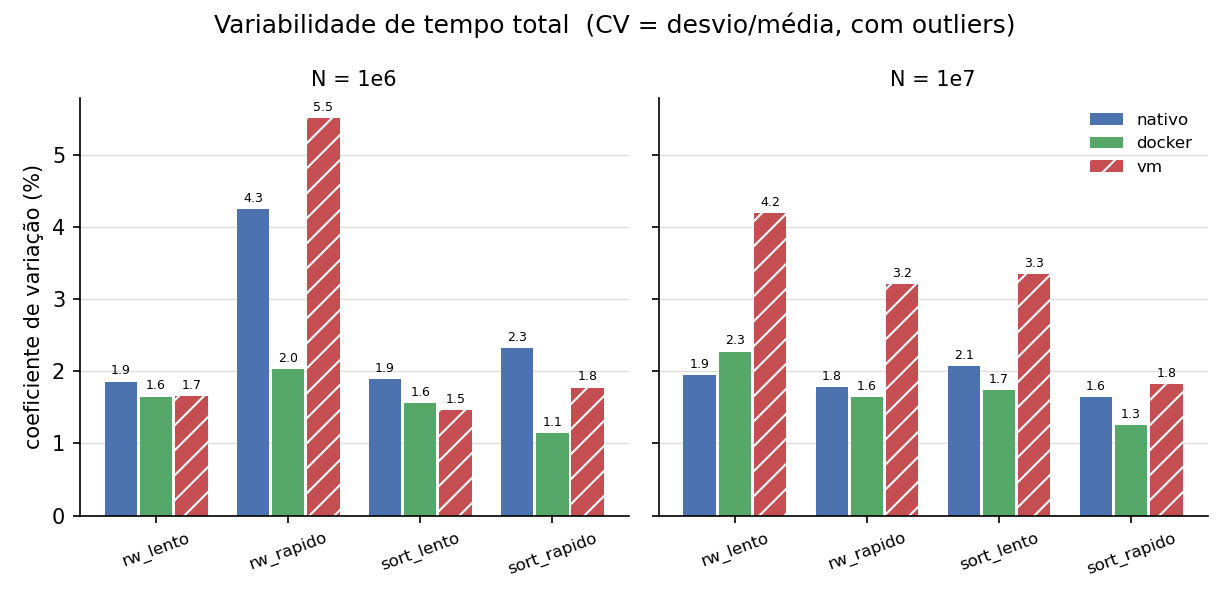 Variabilidade de tempo total  (CV = desvio/média, com outliers)
N = 1e6
N = 1e7
coeficiente de variação (%)
5
4
3
2
1
0
1.9
1.6
1.7
4.3
2.0
5.5
1.9
1.6
1.5
2.3
1.1
1.8
rw_lento
rw_rapido
sort_lento
sort_rapido
nativo
docker
vm
1.9
2.3
4.2
1.8
1.6
3.2
2.1
1.7
3.3
1.6
1.3
1.8
rw_lento
rw_rapido
sort_lento
sort_rapido